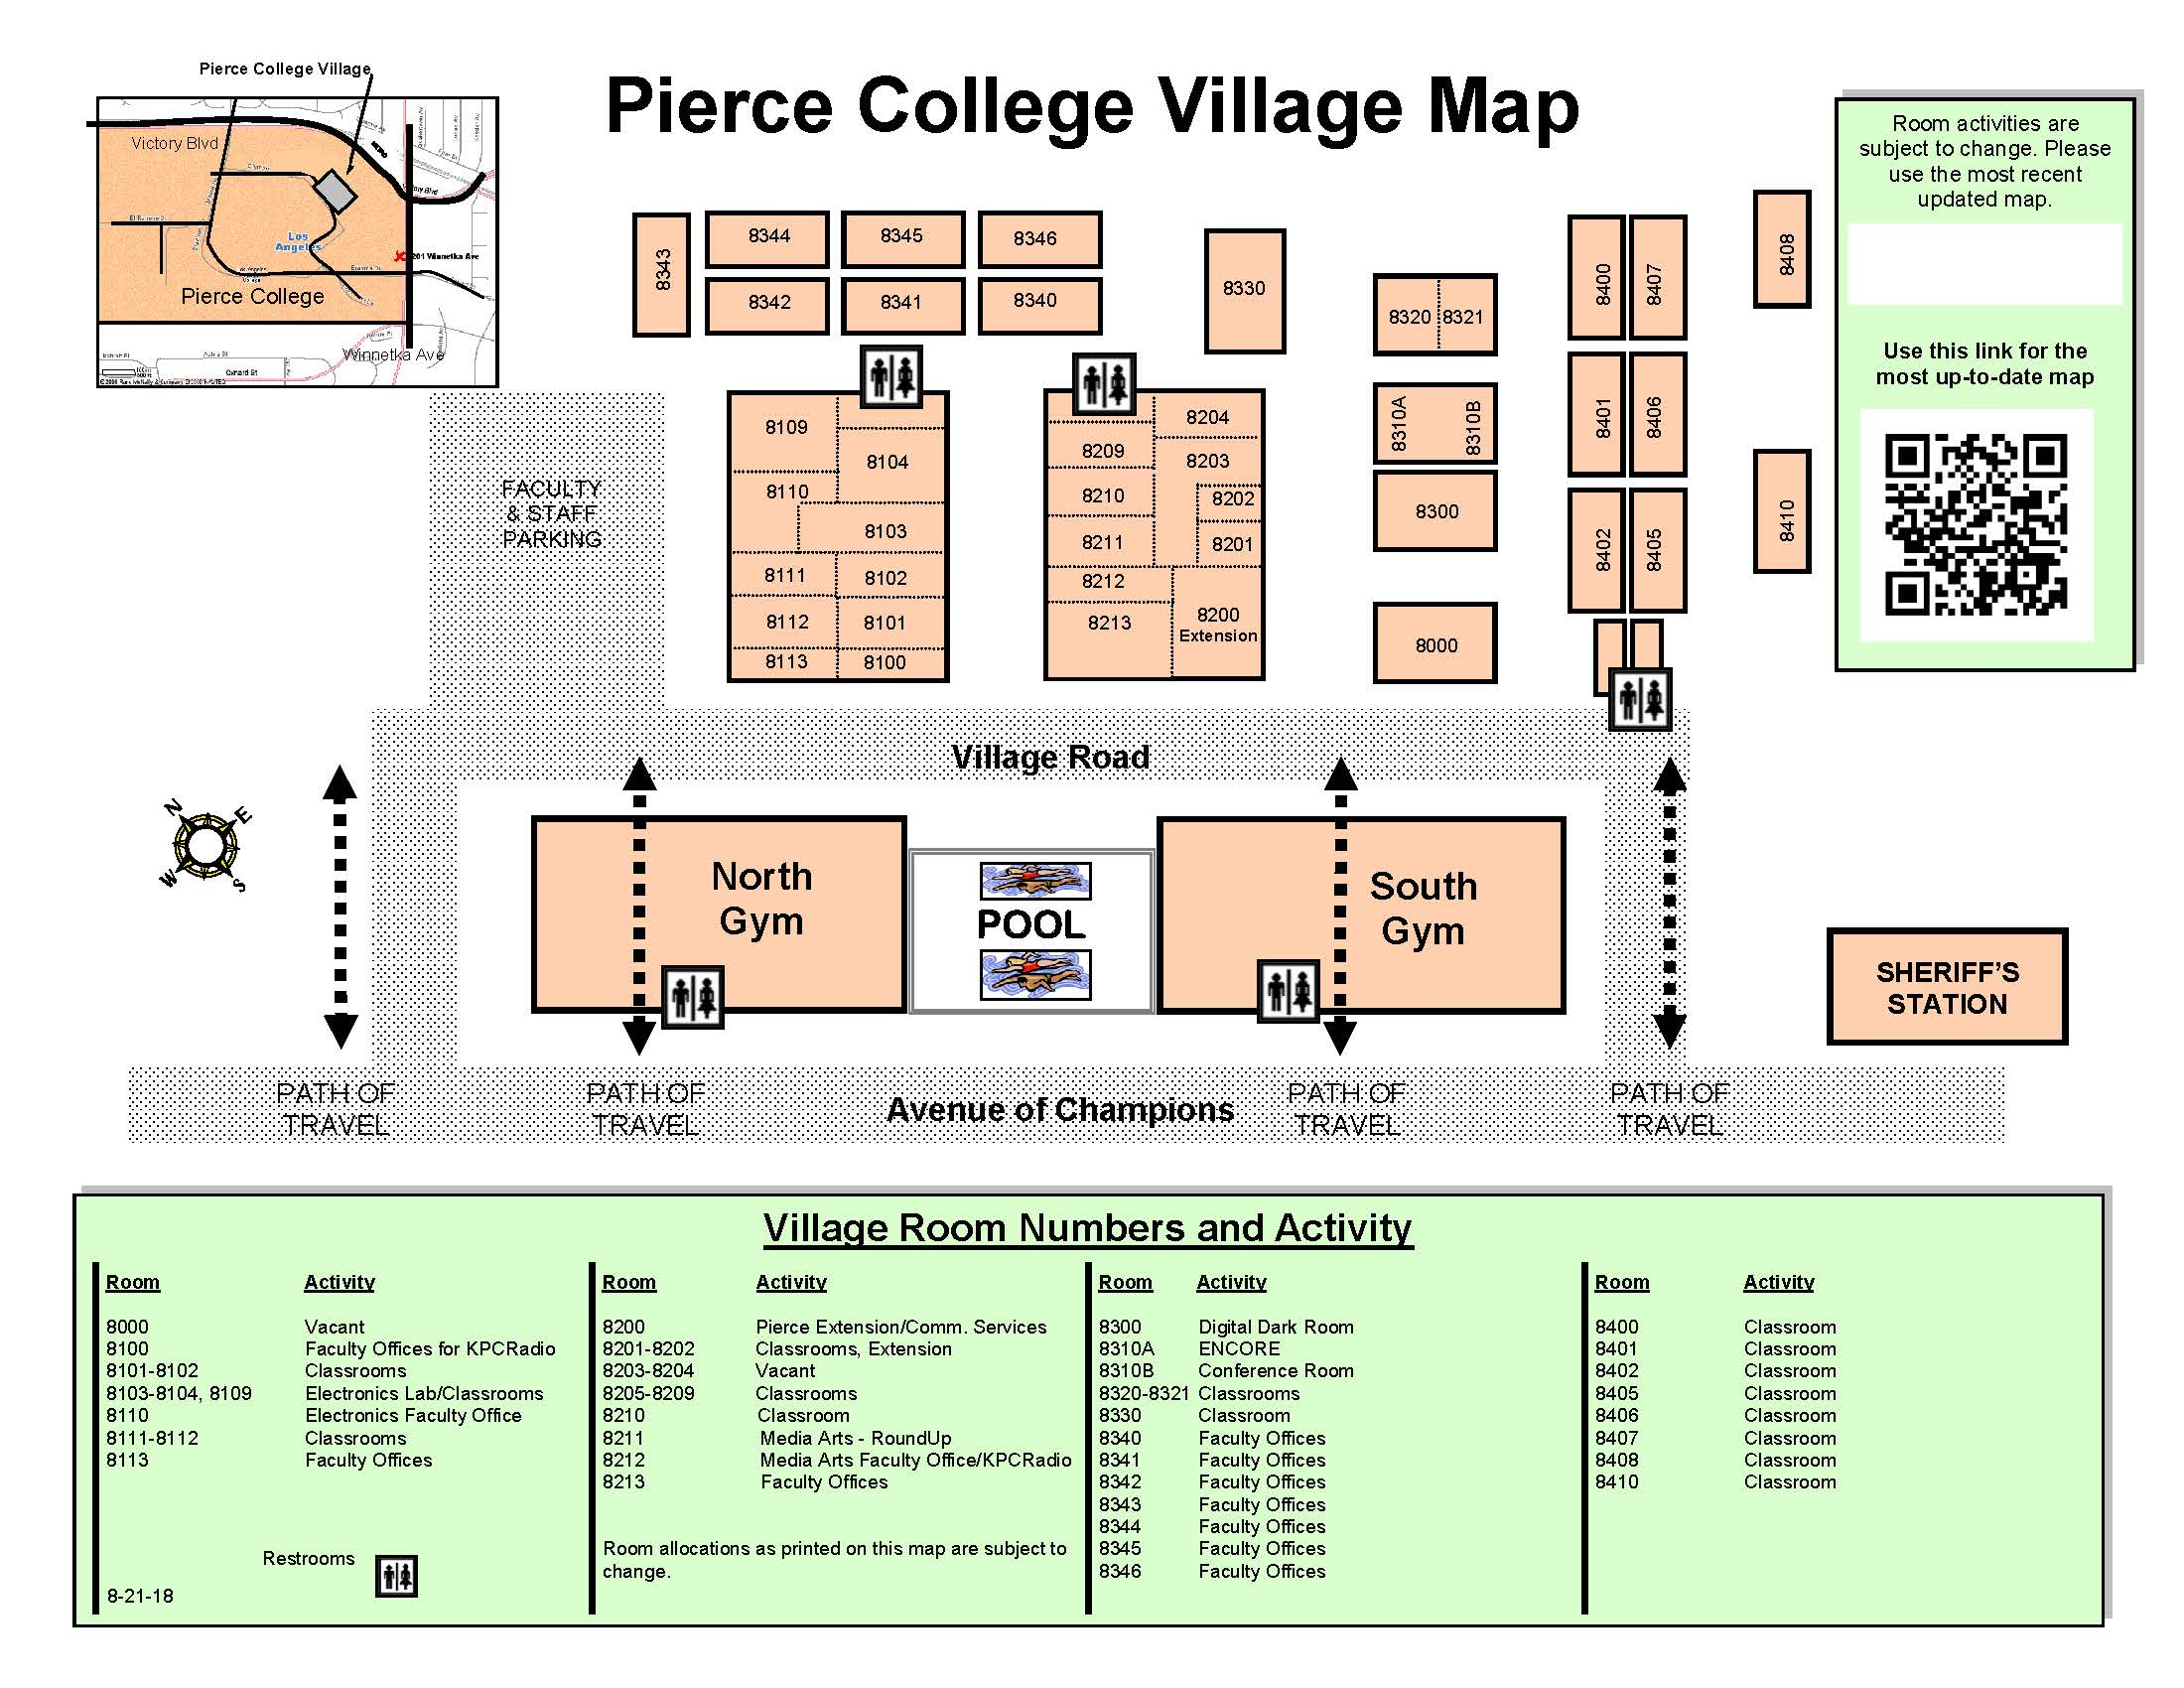 Pierce College Village
Pierce College Village Map
Victory Blvd
Los
Angeles
201 Winnetka Ave
Pierce College
Winnetka Ave
Oxnard St
Room activities are
subject to change. Please
use the most recent
updated map.
Use this link for the
most up-to-date map
8343
8344
8345
8346
8342
8341
8340
8330
8320
8321
8310A
8310B
8300
8000
8400
8407
8401
8406
8402
8405
8408
8410
8109
8104
8110
8103
8111
8102
8112
8101
8113
8100
8204
8209
8203
8210
8202
8211
8201
8212
8213
8200
Extension
FACULTY
& STAFF
PARKING
Village Road
N
E
W
S
North
Gym
POOL
South
Gym
SHERIFF'S
STATION
PATH OF
TRAVEL
PATH OF
TRAVEL
Avenue of Champions
PATH OF
TRAVEL
PATH OF
TRAVEL
Village Room Numbers and Activity
Room Activity
8000 Vacant
8100 Faculty Offices for KPCRadio
8101-8102 Classrooms
8103-8104, 8109 Electronics Lab/Classrooms
8110 Electronics Faculty Office
8111-8112 Classrooms
8113 Faculty Offices
Restrooms
8-21-18
Room Activity
8200 Pierce Extension/Comm. Services
8201-8202 Classrooms, Extension
8203-8204 Vacant
8205-8209 Classrooms
8210 Classroom
8211 Media Arts - RoundUp
8212 Media Arts Faculty Office/KPCRadio
8213 Faculty Offices
Room allocations as printed on this map are subject to
change.
Room Activity
8300 Digital Dark Room
8310A ENCORE
8310B Conference Room
8320-8321 Classrooms
8330 Classroom
8340 Faculty Offices
8341 Faculty Offices
8342 Faculty Offices
8343 Faculty Offices
8344 Faculty Offices
8345 Faculty Offices
8346 Faculty Offices
Room Activity
8400 Classroom
8401 Classroom
8402 Classroom
8405 Classroom
8406 Classroom
8407 Classroom
8408 Classroom
8410 Classroom